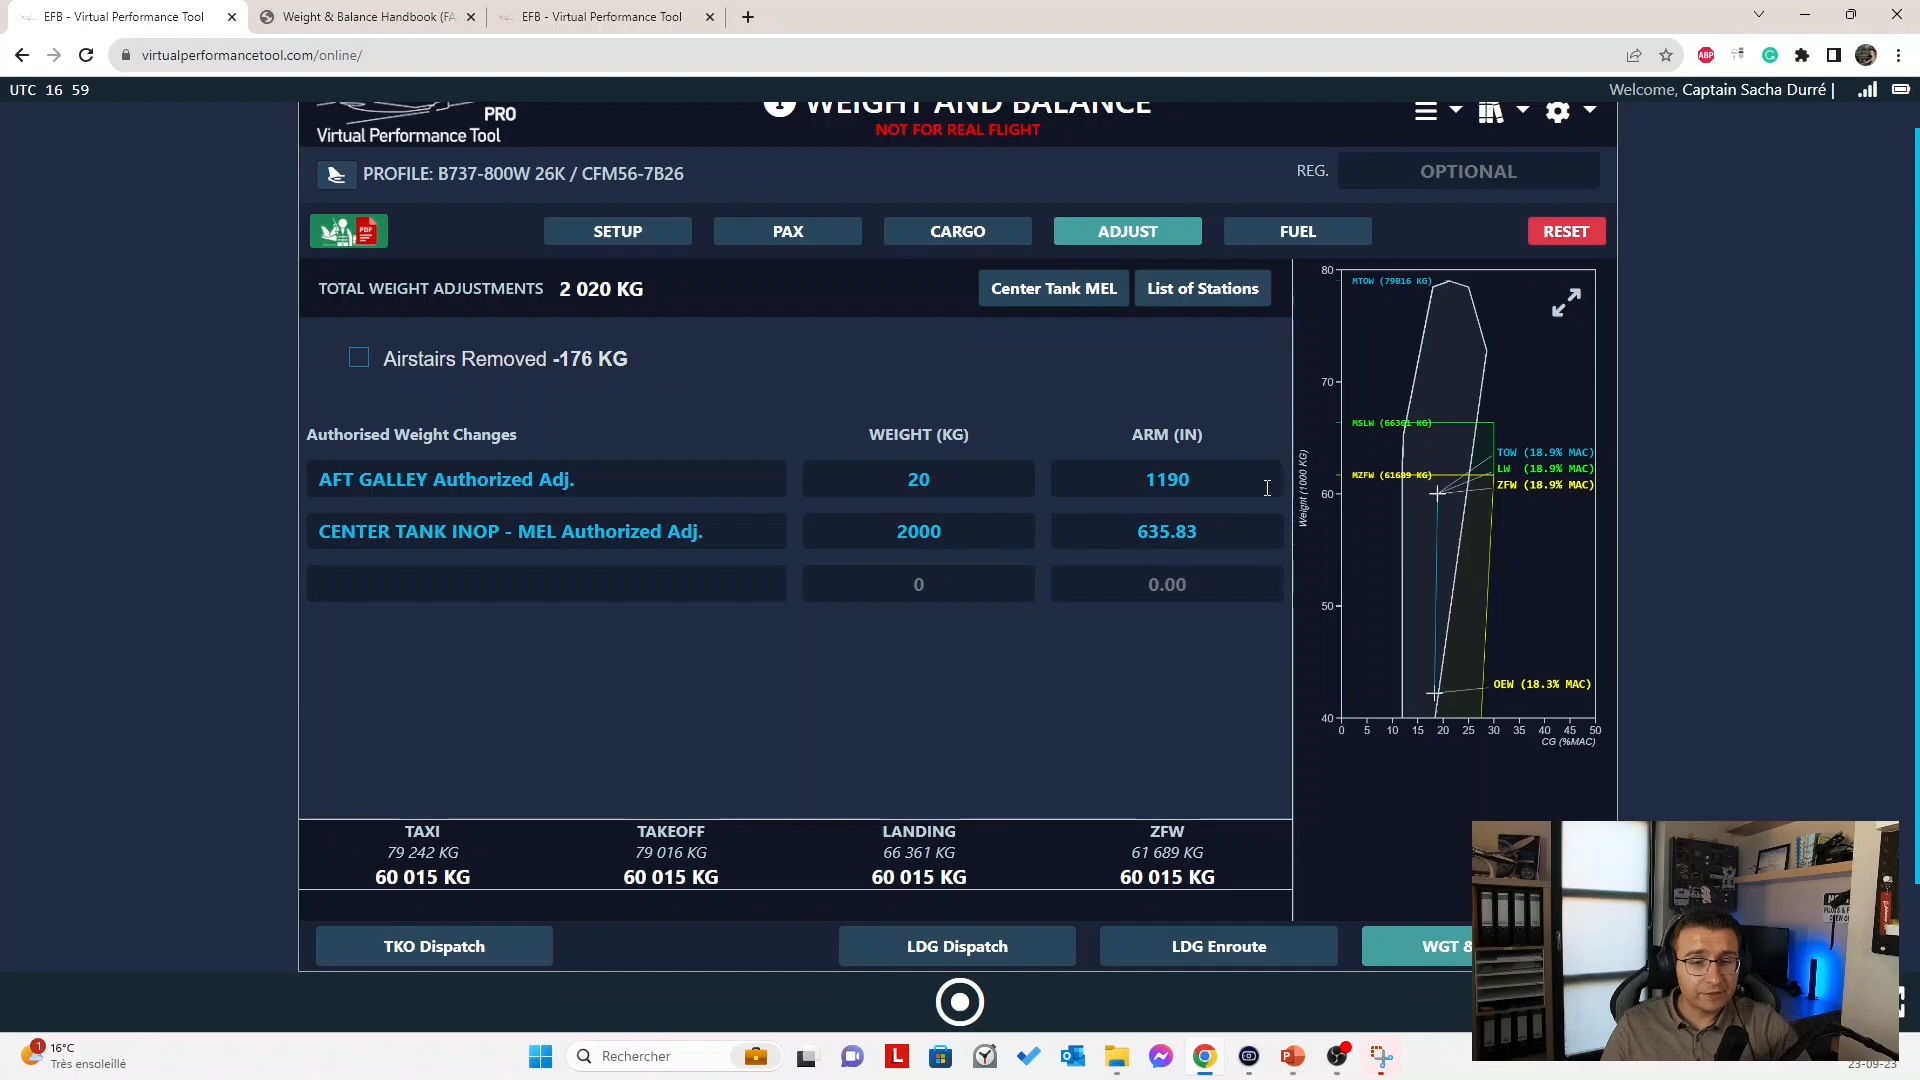 EFB - Virtual Performance Tool
Weight & Balance Handbook (FA
EFB - Virtual Performance Tool
virtualperformancetool.com/online/
ABP
UTC 16 59
Welcome, Captain Sacha Durré |
PRO
Virtual Performance Tool
WEIGHT AND BALANCE
NOT FOR REAL FLIGHT
PROFILE: B737-800W 26K / CFM56-7B26
REG.
OPTIONAL
PDF
SETUP
PAX
CARGO
ADJUST
FUEL
RESET
TOTAL WEIGHT ADJUSTMENTS 2 020 KG
Center Tank MEL
List of Stations
Airstairs Removed -176 KG
Authorised Weight Changes
WEIGHT (KG)
ARM (IN)
AFT GALLEY Authorized Adj.
20
1190
CENTER TANK INOP - MEL Authorized Adj.
2000
635.83
0
0.00
80
70
60
50
40
Weight (1000 KG)
MTOW (79016 KG)
MSLW (66361 KG)
MZFW (61689 KG)
TOW (18.9% MAC)
LW (18.9% MAC)
ZFW (18.9% MAC)
OEW (18.3% MAC)
0 5 10 15 20 25 30 35 40 45 50
CG (%MAC)
TAXI
79 242 KG
60 015 KG
TAKEOFF
79 016 KG
60 015 KG
LANDING
66 361 KG
60 015 KG
ZFW
61 689 KG
60 015 KG
TKO Dispatch
LDG Dispatch
LDG Enroute
WGT &
1
16°C
Très ensoleillé
Rechercher
L
23-09-23